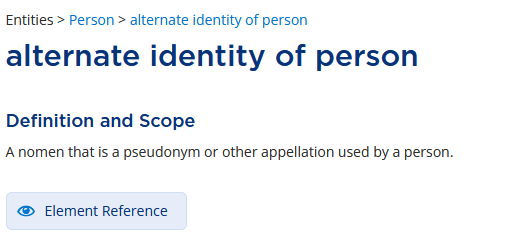 Entities > Person > alternate identity of person
alternate identity of person
Definition and Scope
A nomen that is a pseudonym or other appellation used by a person.
Element Reference